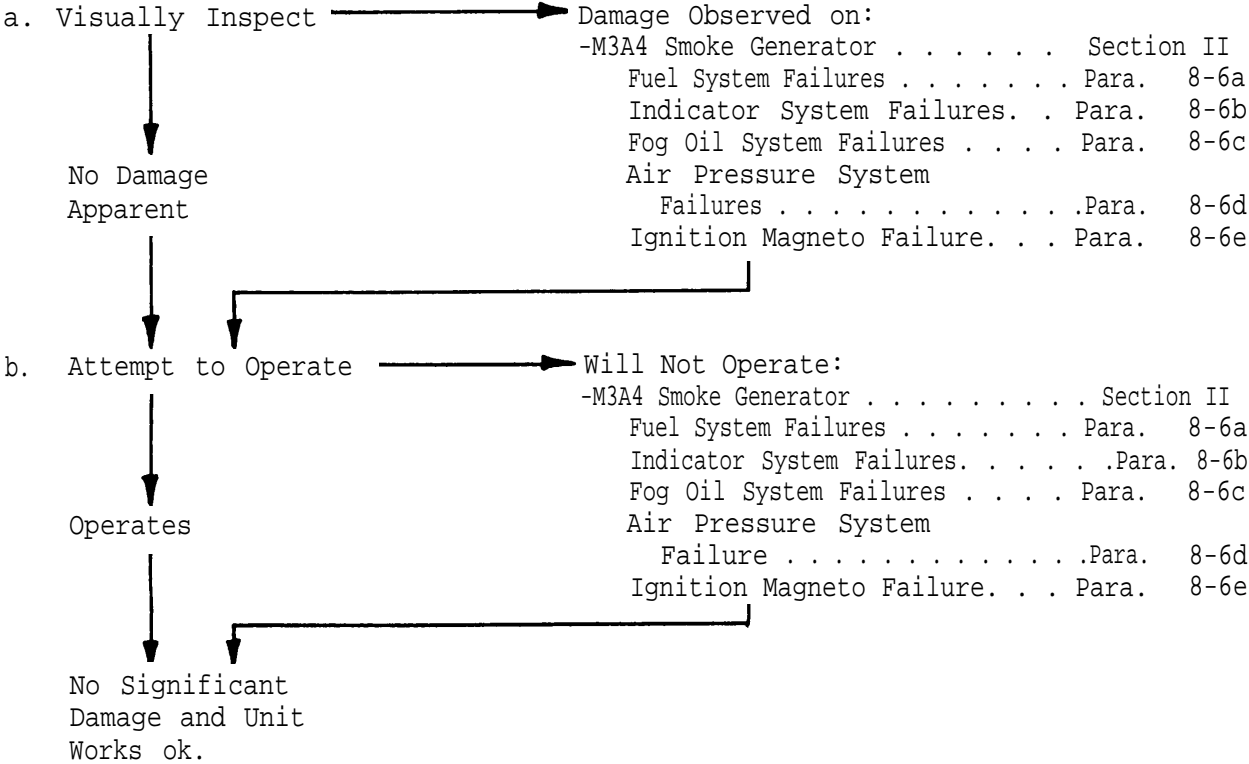 a. Visually Inspect
Damage Observed on:
-M3A4 Smoke Generator . . . . . . Section II
Fuel System Failures . . . . . . . Para. 8-6a
Indicator System Failures. . Para. 8-6b
Fog Oil System Failures . . . . Para. 8-6c
Air Pressure System
Failures . . . . . . . . . . . . .Para. 8-6d
Ignition Magneto Failure. . . Para. 8-6e
No Damage
Apparent
b. Attempt to Operate
Will Not Operate:
-M3A4 Smoke Generator . . . . . . . . . Section II
Fuel System Failures . . . . . . . Para. 8-6a
Indicator System Failures. . . . . .Para. 8-6b
Fog Oil System Failures . . . . Para. 8-6c
Air Pressure System
Failure . . . . . . . . . . . . .Para. 8-6d
Ignition Magneto Failure. . . Para. 8-6e
Operates
No Significant
Damage and Unit
Works ok.